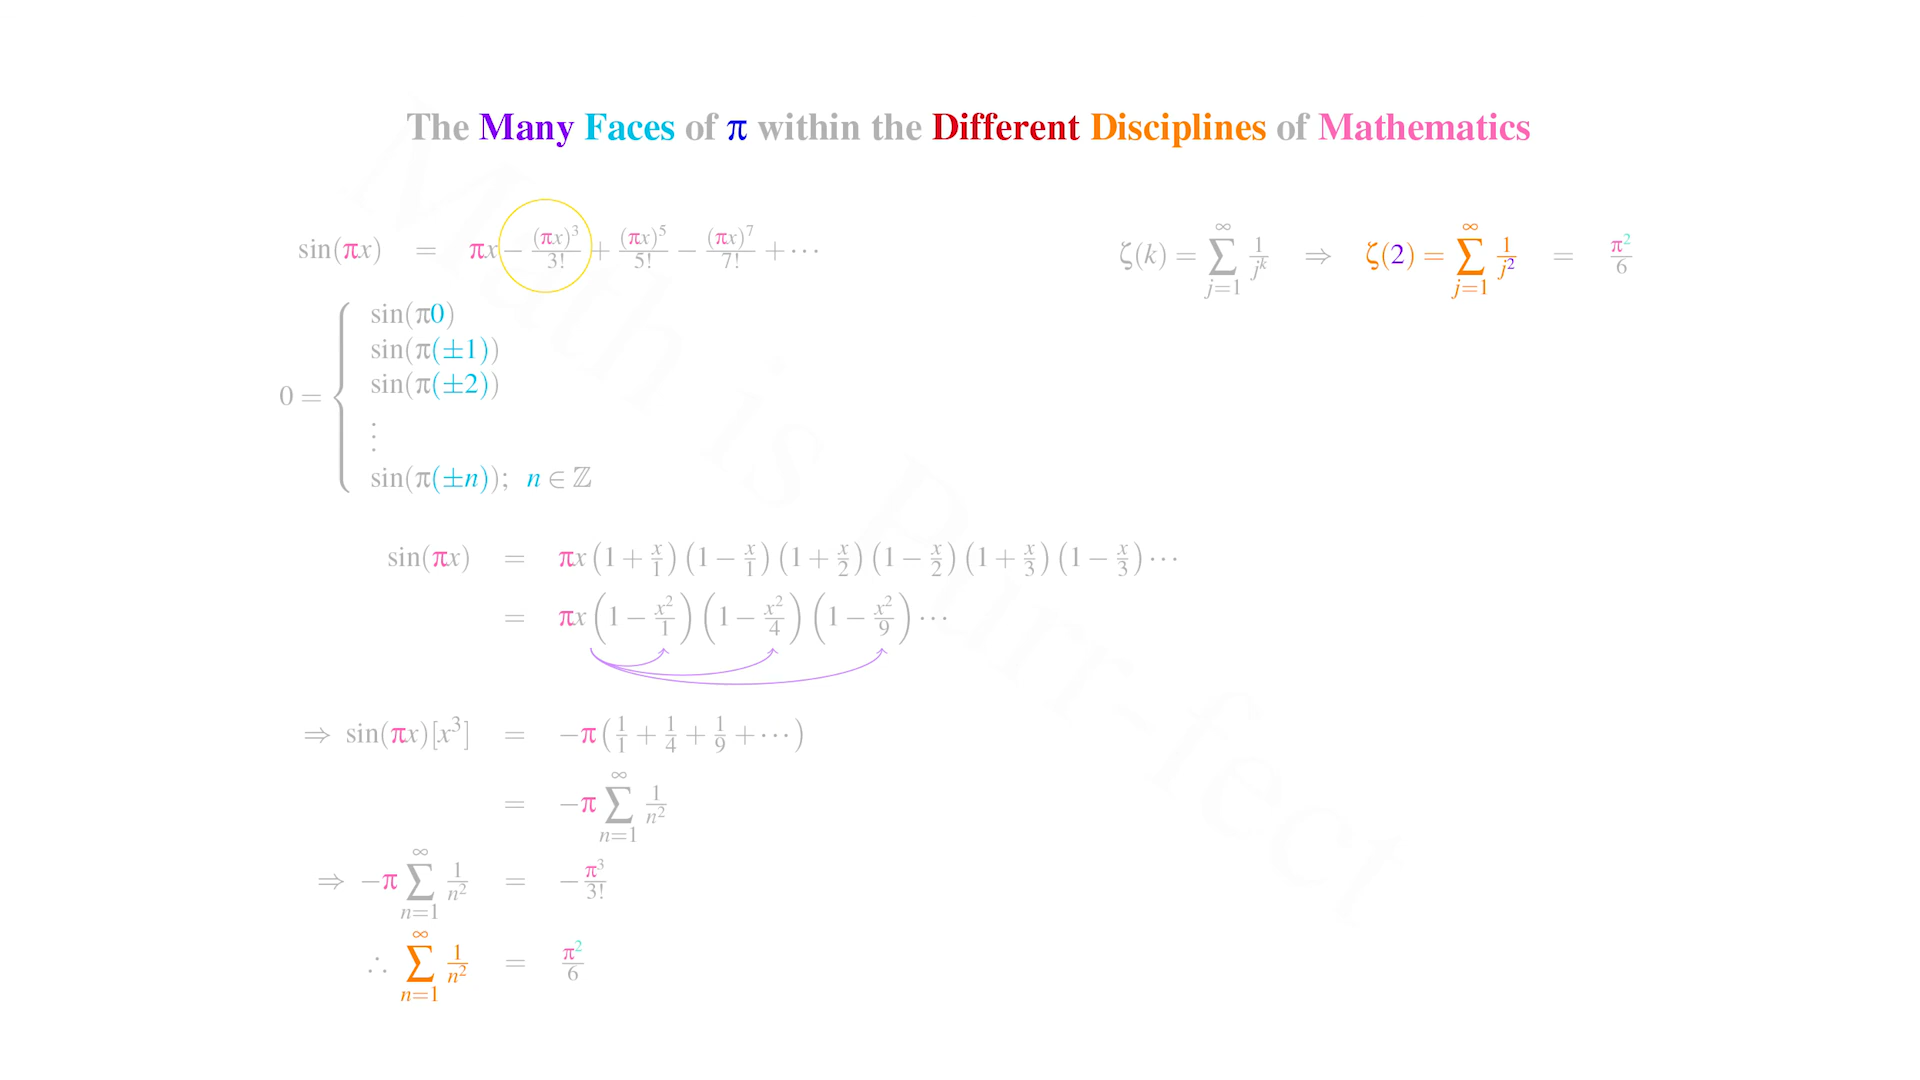 The Many Faces of π within the Different Disciplines of Mathematics
sin(πx) = πx − (πx)³/3! + (πx)⁵/5! − (πx)⁷/7! + ⋯
ζ(k) = ∑_{j=1}^{∞} 1/jᵏ ⇒ ζ(2) = ∑_{j=1}^{∞} 1/j² = π²/6
0 = { sin(π0)
sin(π(±1))
sin(π(±2))
⋮
sin(π(±n)); n ∈ ℤ
sin(πx) = πx(1 + x/1)(1 − x/1)(1 + x/2)(1 − x/2)(1 + x/3)(1 − x/3)⋯
= πx(1 − x²/1)(1 − x²/4)(1 − x²/9)⋯
⇒ sin(πx)[x³] = −π(1/1 + 1/4 + 1/9 + ⋯)
= −π ∑_{n=1}^{∞} 1/n²
⇒ −π ∑_{n=1}^{∞} 1/n² = −π³/3!
∴ ∑_{n=1}^{∞} 1/n² = π²/6
Math is purr-fect